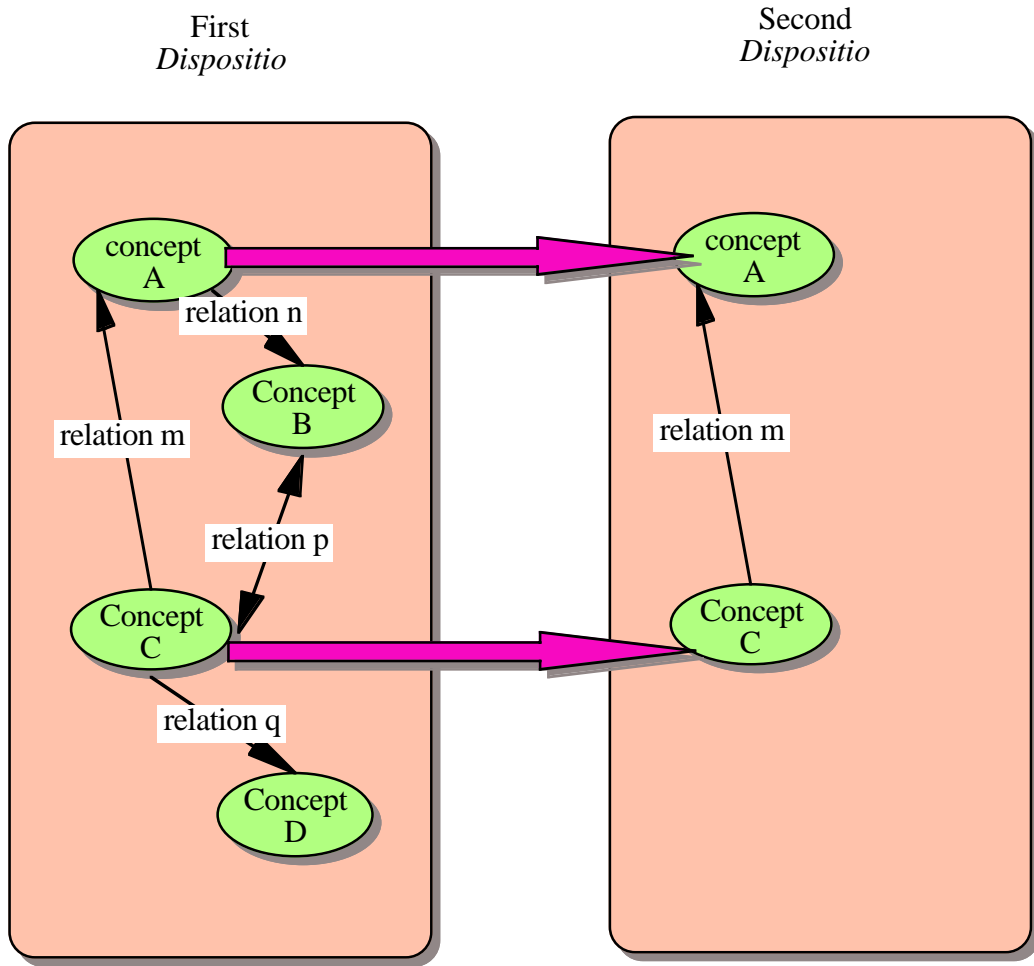 First
Dispositio
Second
Dispositio
concept
A
relation n
Concept
B
relation m
relation p
Concept
C
relation q
Concept
D
concept
A
relation m
Concept
C